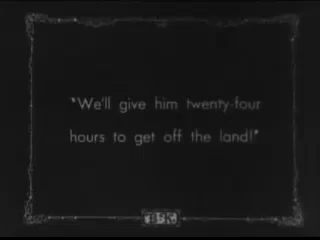 "We'll give him twenty-four
hours to get off the land!"